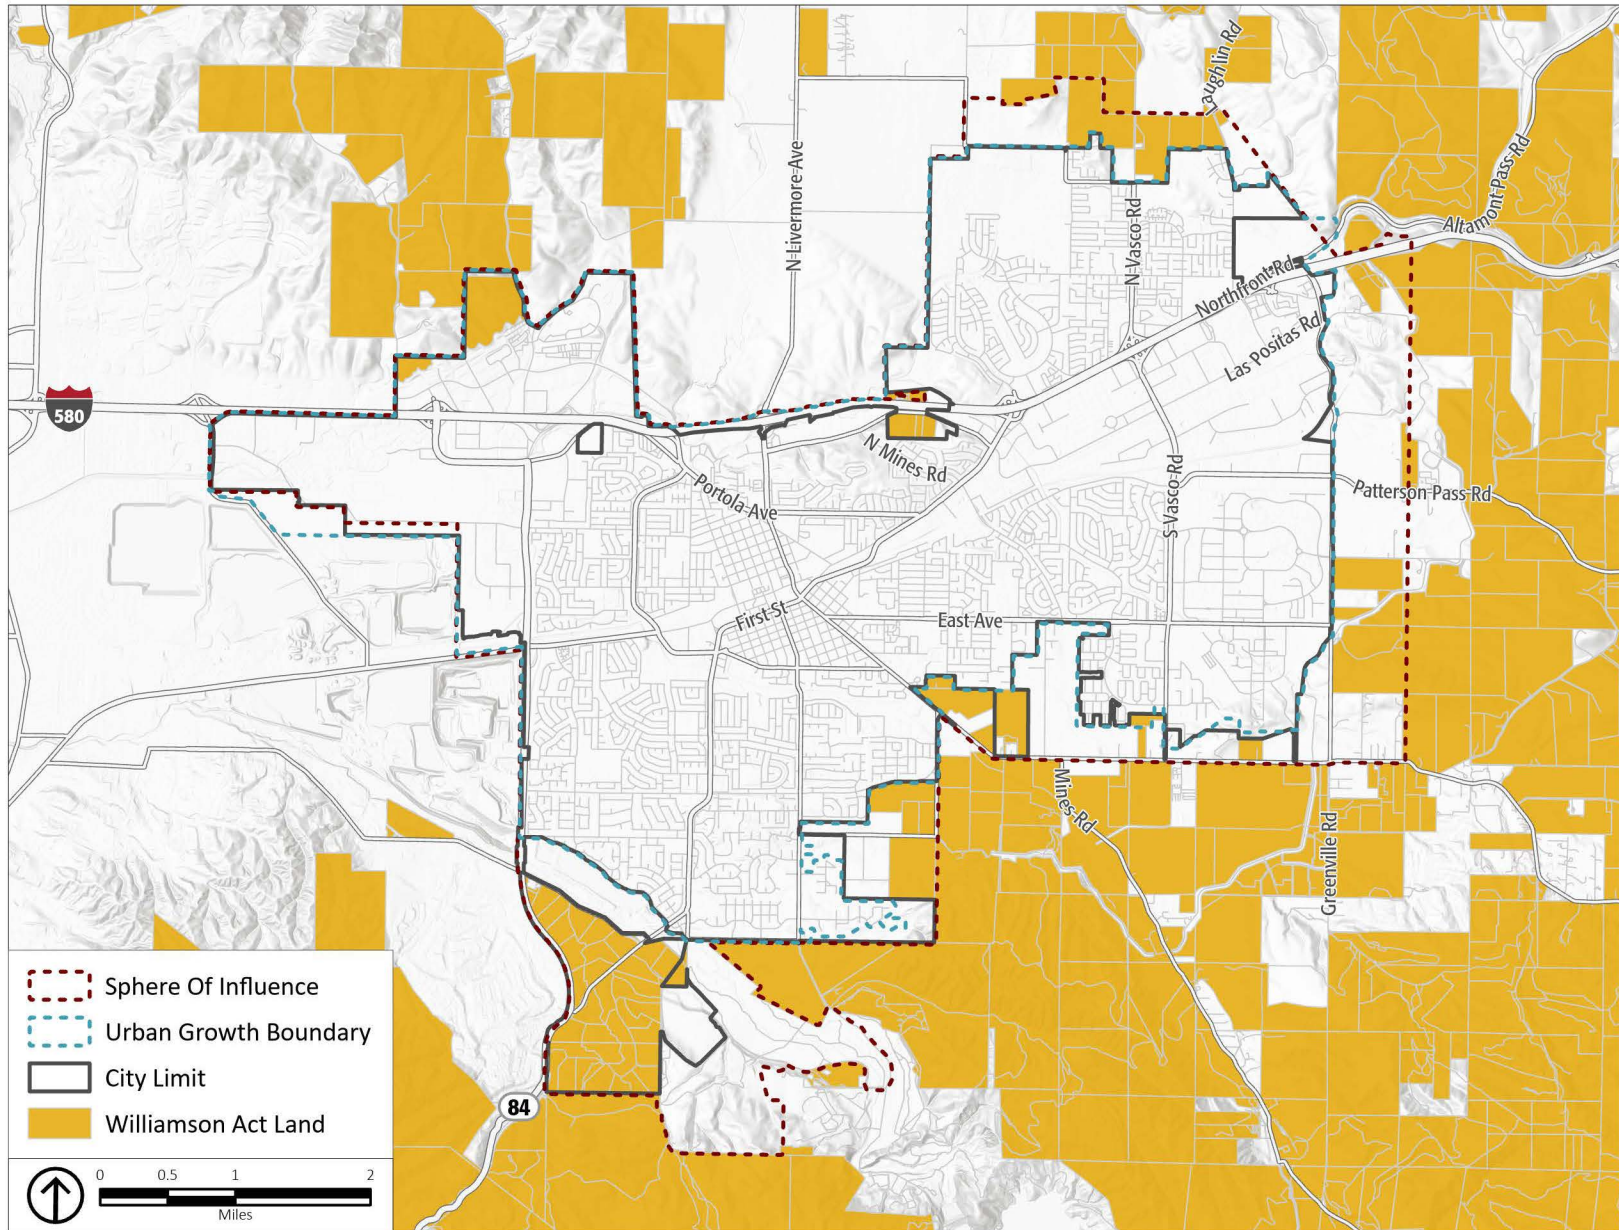 Laughlin Rd
N Livermore Ave
N Vasco Rd
Altamont Pass Rd
Northfront Rd
Las Positas Rd
580
N Mines Rd
Portola Ave
S Vasco Rd
Patterson Pass Rd
First St
East Ave
Mines Rd
Greenville Rd
84
Sphere Of Influence
Urban Growth Boundary
City Limit
Williamson Act Land
0 0.5 1 2
Miles